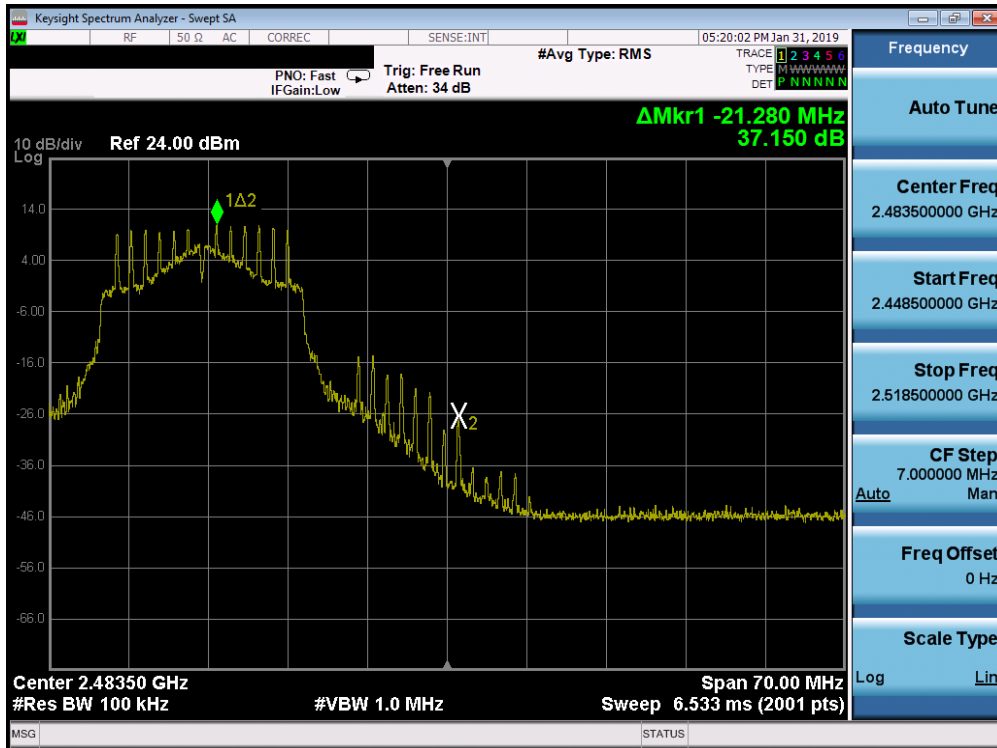 Keysight Spectrum Analyzer - Swept SA
LXI RF 50 Ω AC CORREC SENSE:INT 05:20:02 PM Jan 31, 2019
#Avg Type: RMS
TRACE 1 2 3 4 5 6
TYPE M WWWWW
DET P N N N N N
PNO: Fast
IFGain:Low
Trig: Free Run
Atten: 34 dB
ΔMkr1 -21.280 MHz
37.150 dB
10 dB/div Ref 24.00 dBm
Log
1Δ2
X2
14.0
4.00
-6.00
-16.0
-26.0
-36.0
-46.0
-56.0
-66.0
Center 2.48350 GHz Span 70.00 MHz
#Res BW 100 kHz #VBW 1.0 MHz Sweep 6.533 ms (2001 pts)
MSG STATUS
Frequency
Auto Tune
Center Freq
2.483500000 GHz
Start Freq
2.448500000 GHz
Stop Freq
2.518500000 GHz
CF Step
7.000000 MHz
Auto Man
Freq Offset
0 Hz
Scale Type
Log Lin